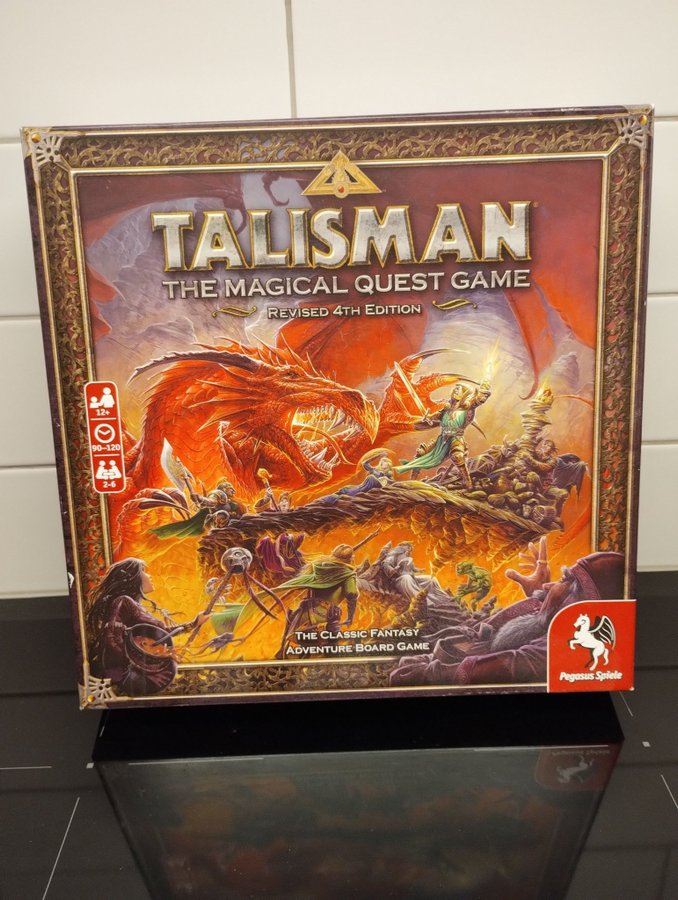 TALISMAN®
THE MAGICAL QUEST GAME
REVISED 4TH EDITION
12+
90–120
2-6
THE CLASSIC FANTASY
ADVENTURE BOARD GAME
Pegasus Spiele